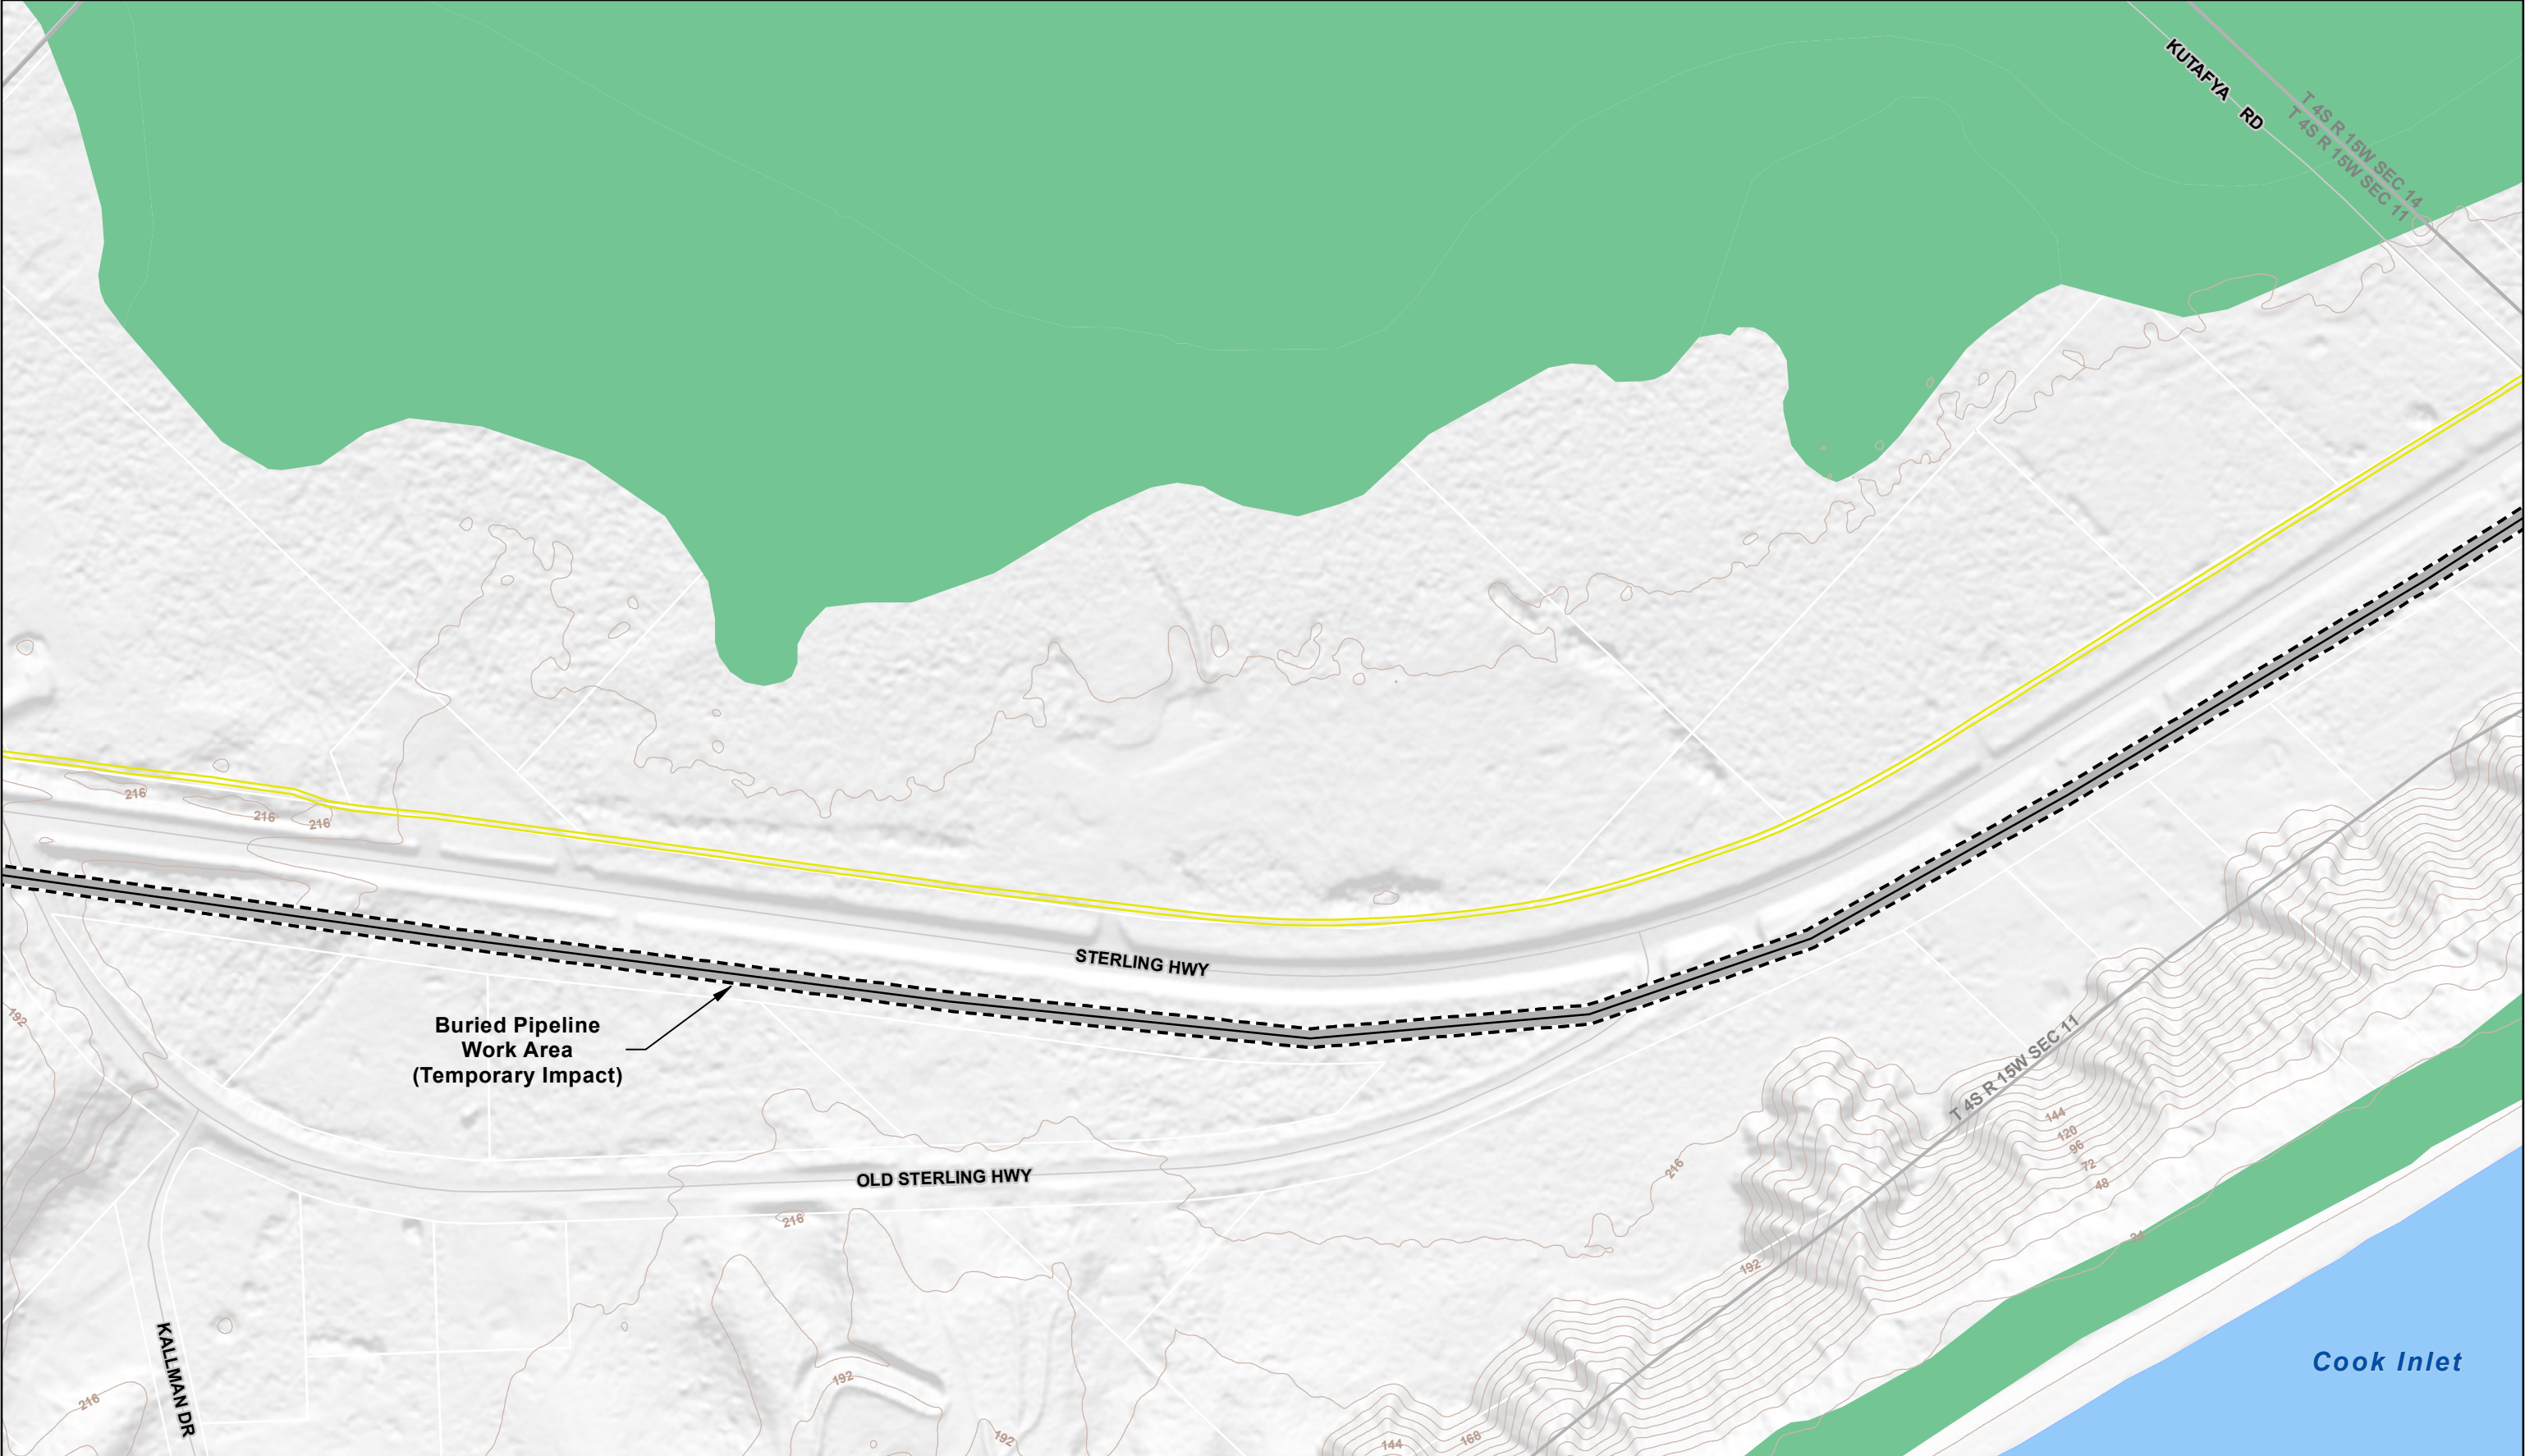 KUTAFYA RD
T 4S R 15W SEC 14
T 4S R 15W SEC 11
216
216
216
STERLING HWY
192
Buried Pipeline
Work Area
(Temporary Impact)
T 4S R 15W SEC 11
144
120
96
72
48
24
216
OLD STERLING HWY
216
192
Cook Inlet
KALLMAN DR
216
192
192
168
144